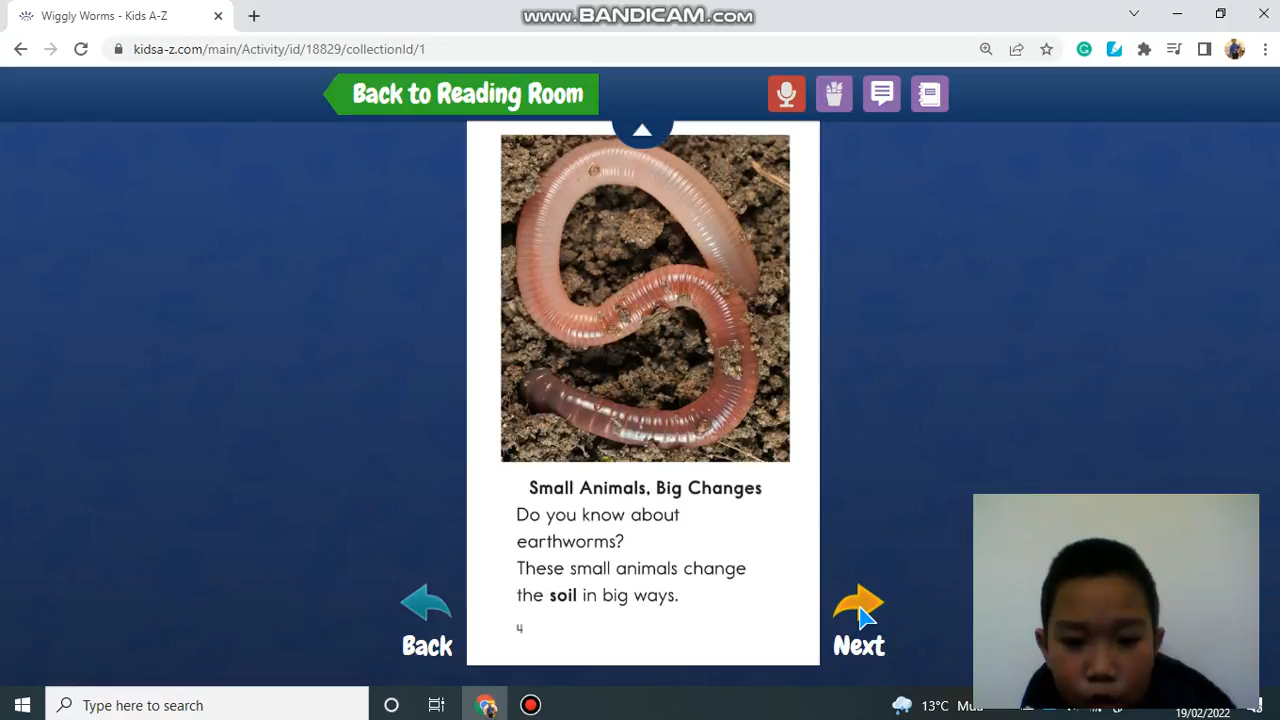 Wiggly Worms - Kids A-Z
www.BANDICAM.com
kidsa-z.com/main/Activity/id/18829/collectionId/1
Back to Reading Room
Small Animals, Big Changes
Do you know about
earthworms?
These small animals change
the soil in big ways.
4
Back
Next
Type here to search
13°C
19/02/2022